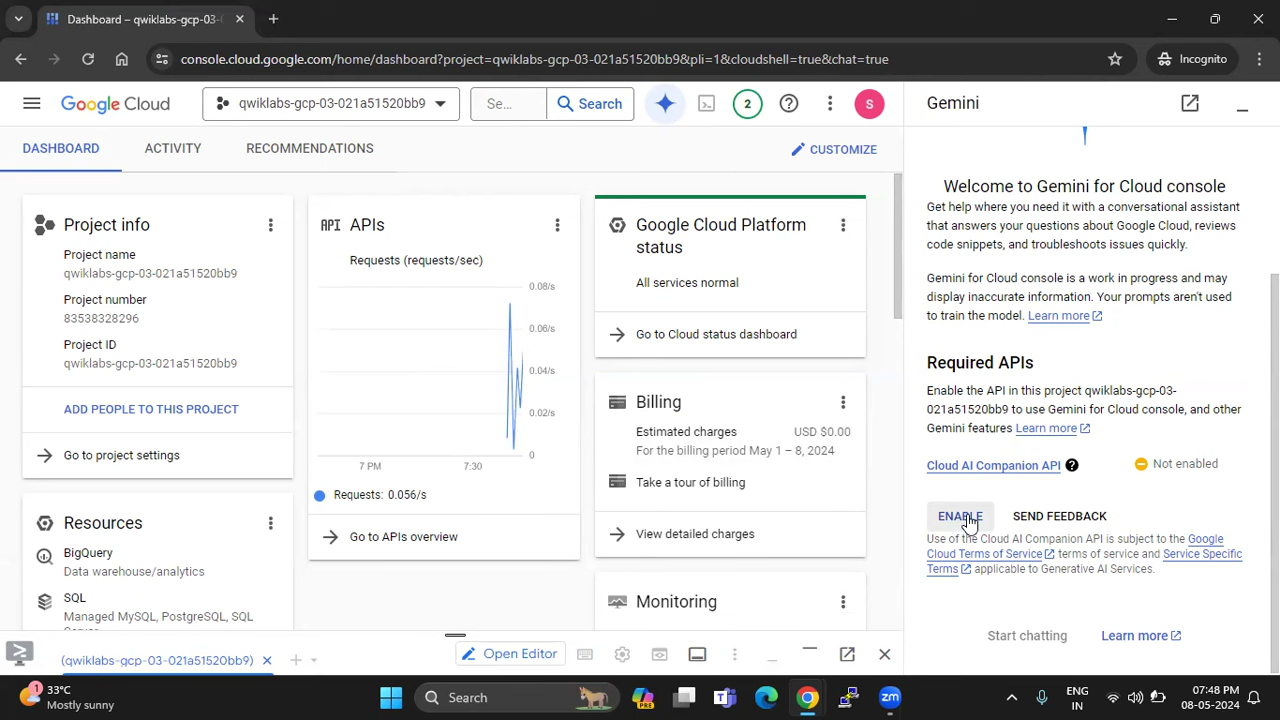 Dashboard – qwiklabs-gcp-03-
console.cloud.google.com/home/dashboard?project=qwiklabs-gcp-03-021a51520bb9&pli=1&cloudshell=true&chat=true
Incognito
Google Cloud
qwiklabs-gcp-03-021a51520bb9
Se...
Search
2
S
Gemini
DASHBOARD
ACTIVITY
RECOMMENDATIONS
CUSTOMIZE
Project info
Project name
qwiklabs-gcp-03-021a51520bb9
Project number
83538328296
Project ID
qwiklabs-gcp-03-021a51520bb9
ADD PEOPLE TO THIS PROJECT
Go to project settings
Resources
BigQuery
Data warehouse/analytics
SQL
Managed MySQL, PostgreSQL, SQL
Server
API APIs
Requests (requests/sec)
0.08/s
0.06/s
0.04/s
0.02/s
0
7 PM
7:30
Requests: 0.056/s
Go to APIs overview
Google Cloud Platform
status
All services normal
Go to Cloud status dashboard
Billing
Estimated charges USD $0.00
For the billing period May 1 – 8, 2024
Take a tour of billing
View detailed charges
Monitoring
Welcome to Gemini for Cloud console
Get help where you need it with a conversational assistant
that answers your questions about Google Cloud, reviews
code snippets, and troubleshoots issues quickly.
Gemini for Cloud console is a work in progress and may
display inaccurate information. Your prompts aren't used
to train the model. Learn more
Required APIs
Enable the API in this project qwiklabs-gcp-03-
021a51520bb9 to use Gemini for Cloud console, and other
Gemini features Learn more
Cloud AI Companion API
Not enabled
ENABLE
SEND FEEDBACK
Use of the Cloud AI Companion API is subject to the Google
Cloud Terms of Service terms of service and Service Specific
Terms applicable to Generative AI Services.
Start chatting
Learn more
(qwiklabs-gcp-03-021a51520bb9)
Open Editor
1
33°C
Mostly sunny
Search
PRE
zm
ENG
IN
07:48 PM
08-05-2024